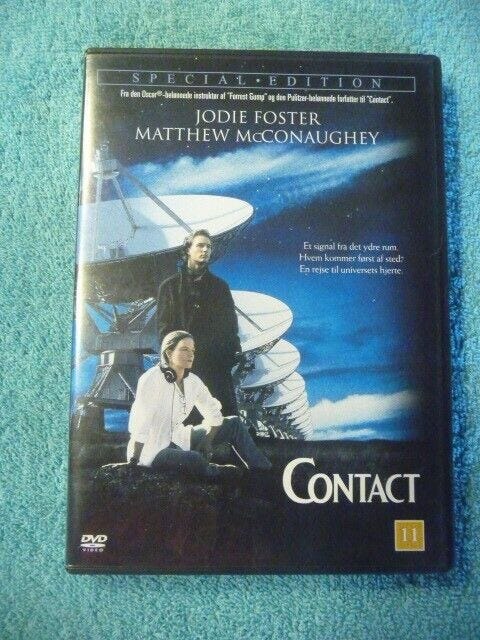 SPECIAL • EDITION
Fra den Oscar®-belønnede instruktør af "Forrest Gump" og den Pulitzer-belønnede forfatter til "Contact".
JODIE FOSTER
MATTHEW McCONAUGHEY
Et signal fra det ydre rum.
Hvem kommer først af sted?
En rejse til universets hjerte.
CONTACT
DVD
VIDEO
11